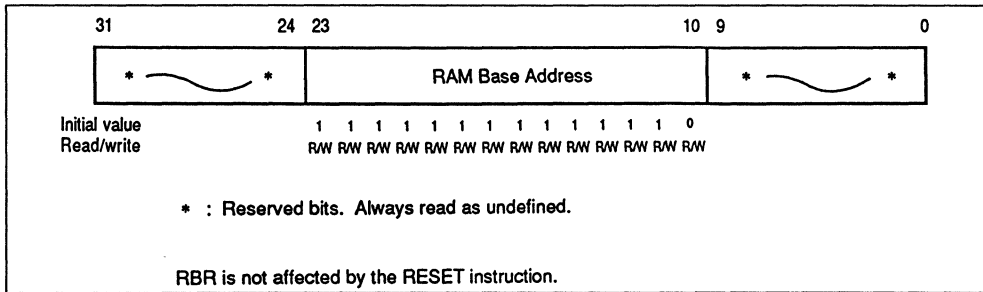 31 24 23 10 9 0
* * RAM Base Address * *
Initial value 1 1 1 1 1 1 1 1 1 1 1 1 1 0
Read/write R/W R/W R/W R/W R/W R/W R/W R/W R/W R/W R/W R/W R/W R/W
* : Reserved bits. Always read as undefined.
RBR is not affected by the RESET instruction.